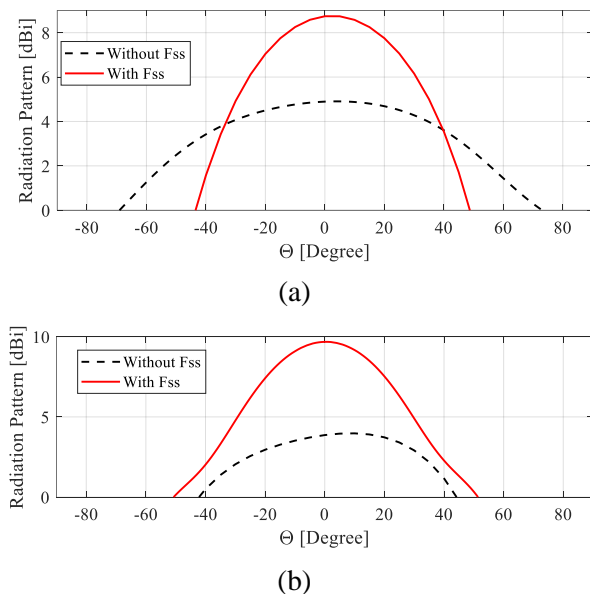 8
6
4
2
0
Radiation Pattern [dBi]
Without Fss
With Fss
-80 -60 -40 -20 0 20 40 60 80
Θ [Degree]
(a)
10
5
0
Radiation Pattern [dBi]
Without Fss
With Fss
-80 -60 -40 -20 0 20 40 60 80
Θ [Degree]
(b)